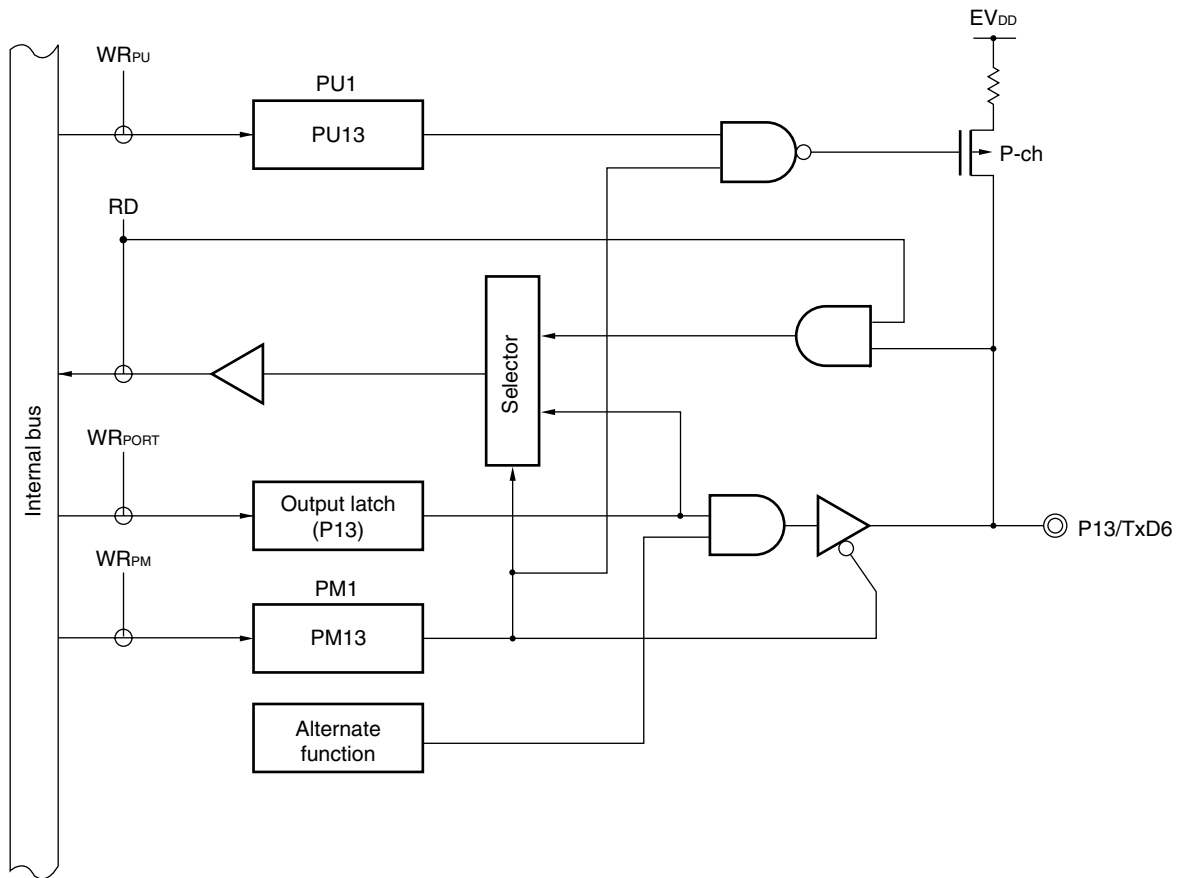 EVDD
WRPU
PU1
PU13
P-ch
RD
Selector
Internal bus
WRPORT
Output latch
(P13)
P13/TxD6
WRPM
PM1
PM13
Alternate
function